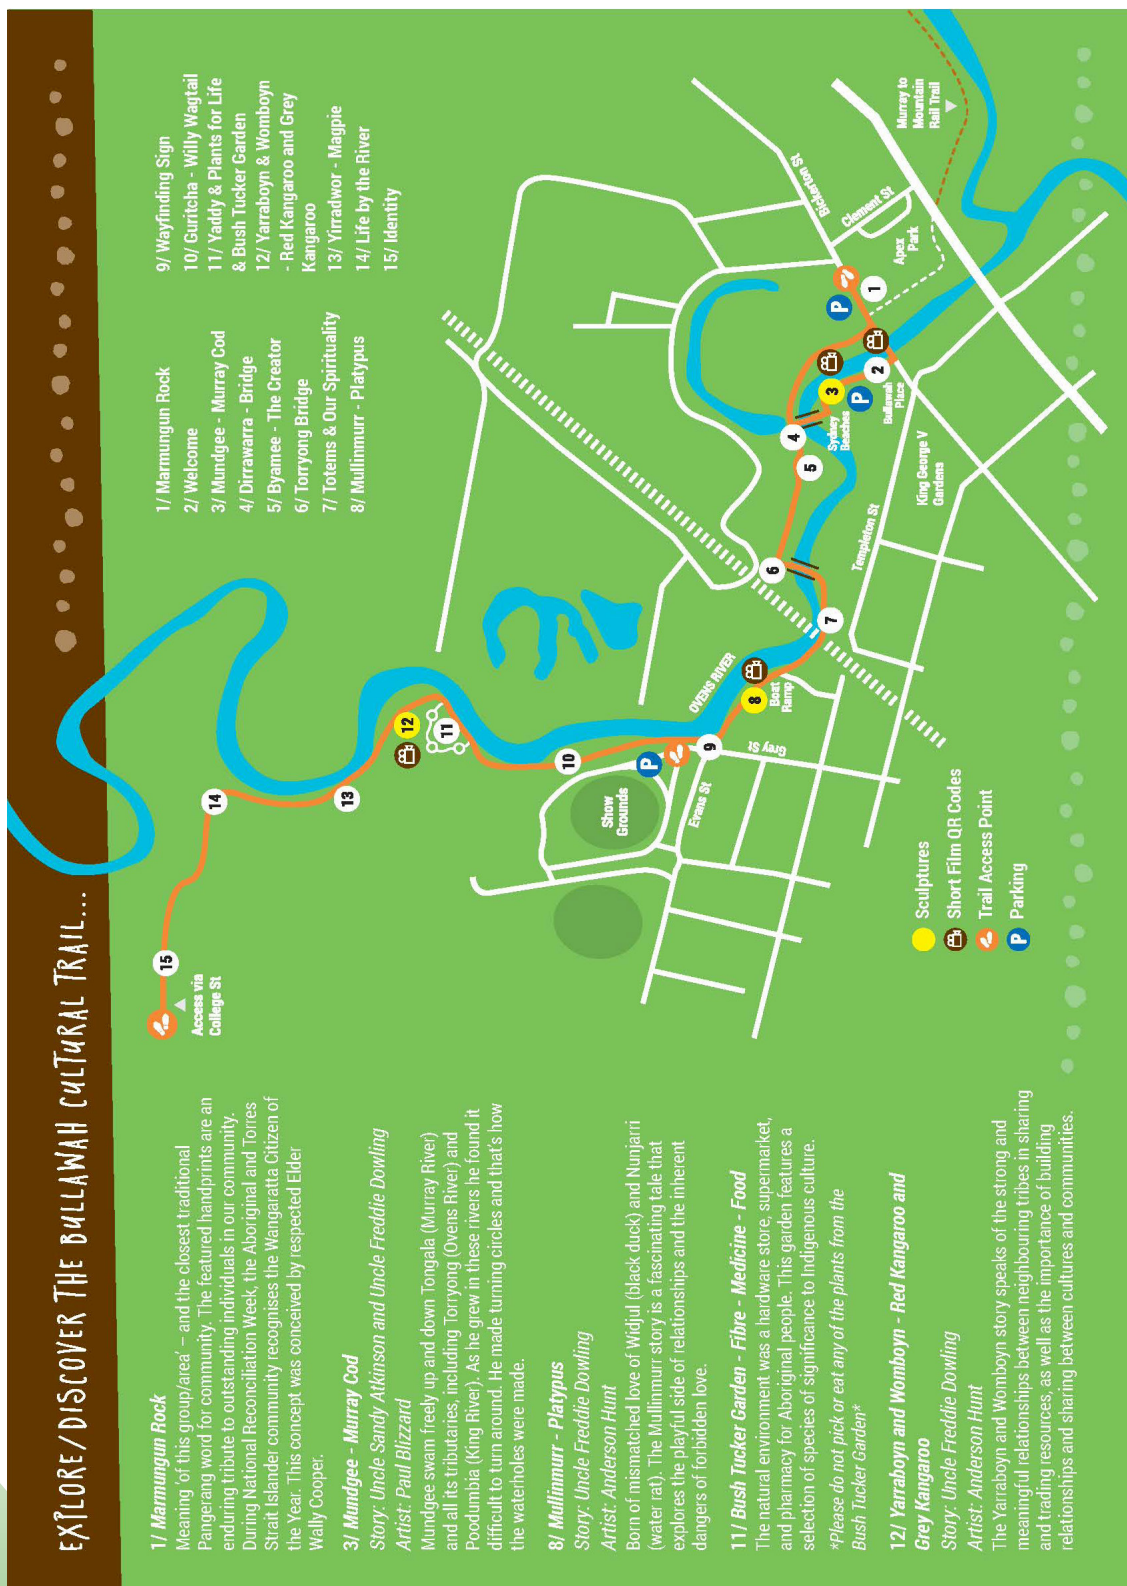 EXPLORE/DISCOVER THE BULLAWAH CULTURAL TRAIL...
1/ Marmungun Rock
Meaning 'of this group/area' – and the closest traditional
Pangerang word for community. The featured handprints are an
enduring tribute to outstanding individuals in our community.
During National Reconciliation Week, the Aboriginal and Torres
Strait Islander community recognises the Wangaratta Citizen of
the Year. This concept was conceived by respected Elder
Wally Cooper.
3/ Mundgee - Murray Cod
Story: Uncle Sandy Atkinson and Uncle Freddie Dowling
Artist: Paul Blizzard
Mundgee swam freely up and down Tongala (Murray River)
and all its tributaries, including Torryong (Ovens River) and
Poodumbia (King River). As he grew in these rivers he found it
difficult to turn around. He made turning circles and that's how
the waterholes were made.
8/ Mullinmurr - Platypus
Story: Uncle Freddie Dowling
Artist: Anderson Hunt
Born of mismatched love of Widjul (black duck) and Nunjarri
(water rat). The Mullinmurr story is a fascinating tale that
explores the playful side of relationships and the inherent
dangers of forbidden love.
11/ Bush Tucker Garden - Fibre - Medicine - Food
The natural environment was a hardware store, supermarket,
and pharmacy for Aboriginal people. This garden features a
selection of species of significance to Indigenous culture.
*Please do not pick or eat any of the plants from the
Bush Tucker Garden*
12/ Yarraboyn and Womboyn - Red Kangaroo and
Grey Kangaroo
Story: Uncle Freddie Dowling
Artist: Anderson Hunt
The Yarraboyn and Womboyn story speaks of the strong and
meaningful relationships between neighbouring tribes in sharing
and trading resources, as well as the importance of building
relationships and sharing between cultures and communities.
1/ Marmungun Rock
2/ Welcome
3/ Mundgee - Murray Cod
4/ Dirrawarra - Bridge
5/ Byamee - The Creator
6/ Torryong Bridge
7/ Totems & Our Spirituality
8/ Mullinmurr - Platypus
9/ Wayfinding Sign
10/ Guritcha - Willy Wagtail
11/ Yaddy & Plants for Life
& Bush Tucker Garden
12/ Yarraboyn & Womboyn
- Red Kangaroo and Grey
Kangaroo
13/ Yirradwor - Magpie
14/ Life by the River
15/ Identity
15
Access via
College St
14
13
12
11
10
P
Show
Grounds
Evans St
9
Grey St
OVENS RIVER
8
Boat
Ramp
7
6
5
4
Sydney
Beaches
3
P
2
Bullawah
Place
P
1
Bickerton St
Clement St
Apex
Park
Murray to
Mountain
Rail Trail
Templeton St
King George V
Gardens
Sculptures
Short Film QR Codes
Trail Access Point
P
Parking